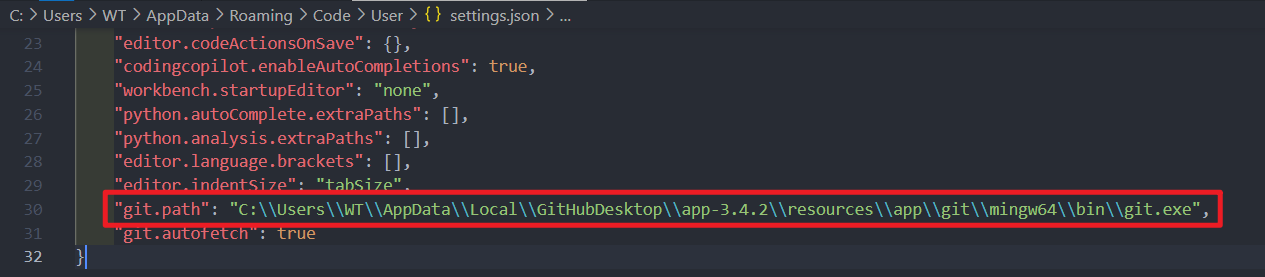 C: > Users > WT > AppData > Roaming > Code > User > {} settings.json > ...
23 "editor.codeActionsOnSave": {},
24 "codingcopilot.enableAutoCompletions": true,
25 "workbench.startupEditor": "none",
26 "python.autoComplete.extraPaths": [],
27 "python.analysis.extraPaths": [],
28 "editor.language.brackets": [],
29 "editor.indentSize": "tabSize",
30 "git.path": "C:\\Users\\WT\\AppData\\Local\\GitHubDesktop\\app-3.4.2\\resources\\app\\git\\mingw64\\bin\\git.exe",
31 "git.autofetch": true
32 }